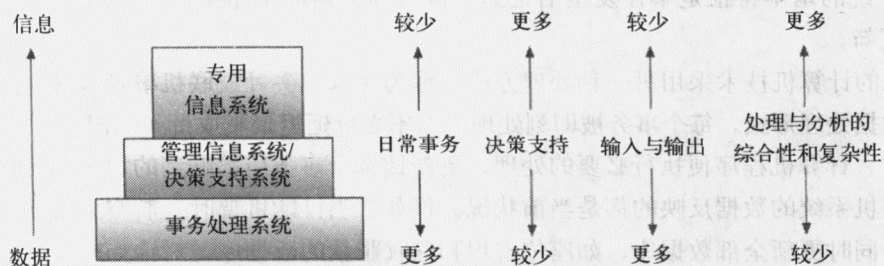 信息
较少 更多 较少 更多
专用
信息系统
管理信息系统/
决策支持系统
日常事务 决策支持 输入与输出
处理与分析的
综合性和复杂性
事务处理系统
数据
更多 较少 更多 较少